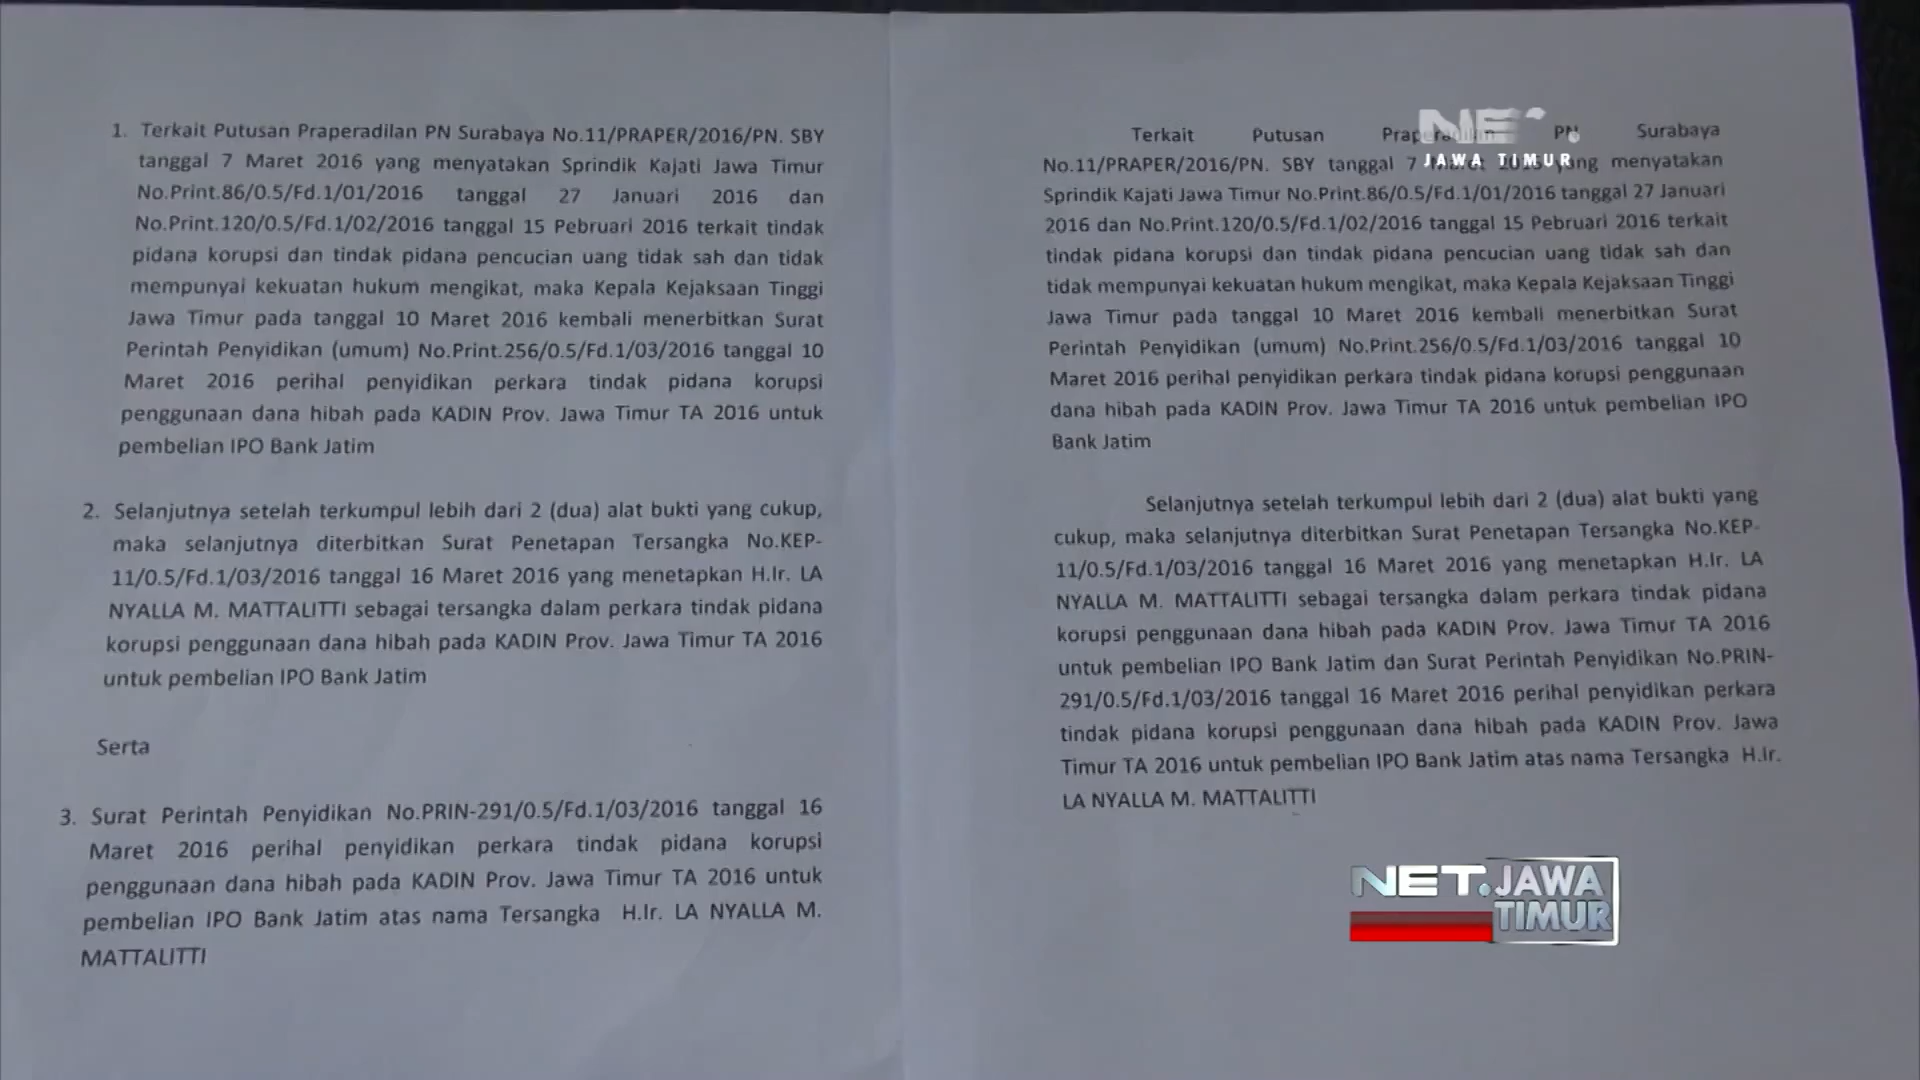 1. Terkait Putusan Praperadilan PN Surabaya No.11/PRAPER/2016/PN. SBY
tanggal 7 Maret 2016 yang menyatakan Sprindik Kajati Jawa Timur
No.Print.86/0.5/Fd.1/01/2016 tanggal 27 Januari 2016 dan
No.Print.120/0.5/Fd.1/02/2016 tanggal 15 Pebruari 2016 terkait tindak
pidana korupsi dan tindak pidana pencucian uang tidak sah dan tidak
mempunyai kekuatan hukum mengikat, maka Kepala Kejaksaan Tinggi
Jawa Timur pada tanggal 10 Maret 2016 kembali menerbitkan Surat
Perintah Penyidikan (umum) No.Print.256/0.5/Fd.1/03/2016 tanggal 10
Maret 2016 perihal penyidikan perkara tindak pidana korupsi
penggunaan dana hibah pada KADIN Prov. Jawa Timur TA 2016 untuk
pembelian IPO Bank Jatim
2. Selanjutnya setelah terkumpul lebih dari 2 (dua) alat bukti yang cukup,
maka selanjutnya diterbitkan Surat Penetapan Tersangka No.KEP-
11/0.5/Fd.1/03/2016 tanggal 16 Maret 2016 yang menetapkan H.Ir. LA
NYALLA M. MATTALITTI sebagai tersangka dalam perkara tindak pidana
korupsi penggunaan dana hibah pada KADIN Prov. Jawa Timur TA 2016
untuk pembelian IPO Bank Jatim
Serta
3. Surat Perintah Penyidikan No.PRIN-291/0.5/Fd.1/03/2016 tanggal 16
Maret 2016 perihal penyidikan perkara tindak pidana korupsi
penggunaan dana hibah pada KADIN Prov. Jawa Timur TA 2016 untuk
pembelian IPO Bank Jatim atas nama Tersangka H.Ir. LA NYALLA M.
MATTALITTI
Terkait Putusan Praperadilan PN Surabaya
No.11/PRAPER/2016/PN. SBY tanggal 7 Maret 2016 yang menyatakan
Sprindik Kajati Jawa Timur No.Print.86/0.5/Fd.1/01/2016 tanggal 27 Januari
2016 dan No.Print.120/0.5/Fd.1/02/2016 tanggal 15 Pebruari 2016 terkait
tindak pidana korupsi dan tindak pidana pencucian uang tidak sah dan
tidak mempunyai kekuatan hukum mengikat, maka Kepala Kejaksaan Tinggi
Jawa Timur pada tanggal 10 Maret 2016 kembali menerbitkan Surat
Perintah Penyidikan (umum) No.Print.256/0.5/Fd.1/03/2016 tanggal 10
Maret 2016 perihal penyidikan perkara tindak pidana korupsi penggunaan
dana hibah pada KADIN Prov. Jawa Timur TA 2016 untuk pembelian IPO
Bank Jatim
Selanjutnya setelah terkumpul lebih dari 2 (dua) alat bukti yang
cukup, maka selanjutnya diterbitkan Surat Penetapan Tersangka No.KEP-
11/0.5/Fd.1/03/2016 tanggal 16 Maret 2016 yang menetapkan H.Ir. LA
NYALLA M. MATTALITTI sebagai tersangka dalam perkara tindak pidana
korupsi penggunaan dana hibah pada KADIN Prov. Jawa Timur TA 2016
untuk pembelian IPO Bank Jatim dan Surat Perintah Penyidikan No.PRIN-
291/0.5/Fd.1/03/2016 tanggal 16 Maret 2016 perihal penyidikan perkara
tindak pidana korupsi penggunaan dana hibah pada KADIN Prov. Jawa
Timur TA 2016 untuk pembelian IPO Bank Jatim atas nama Tersangka H.Ir.
LA NYALLA M. MATTALITTI
JAWA TIMUR
NET. JAWA
TIMUR